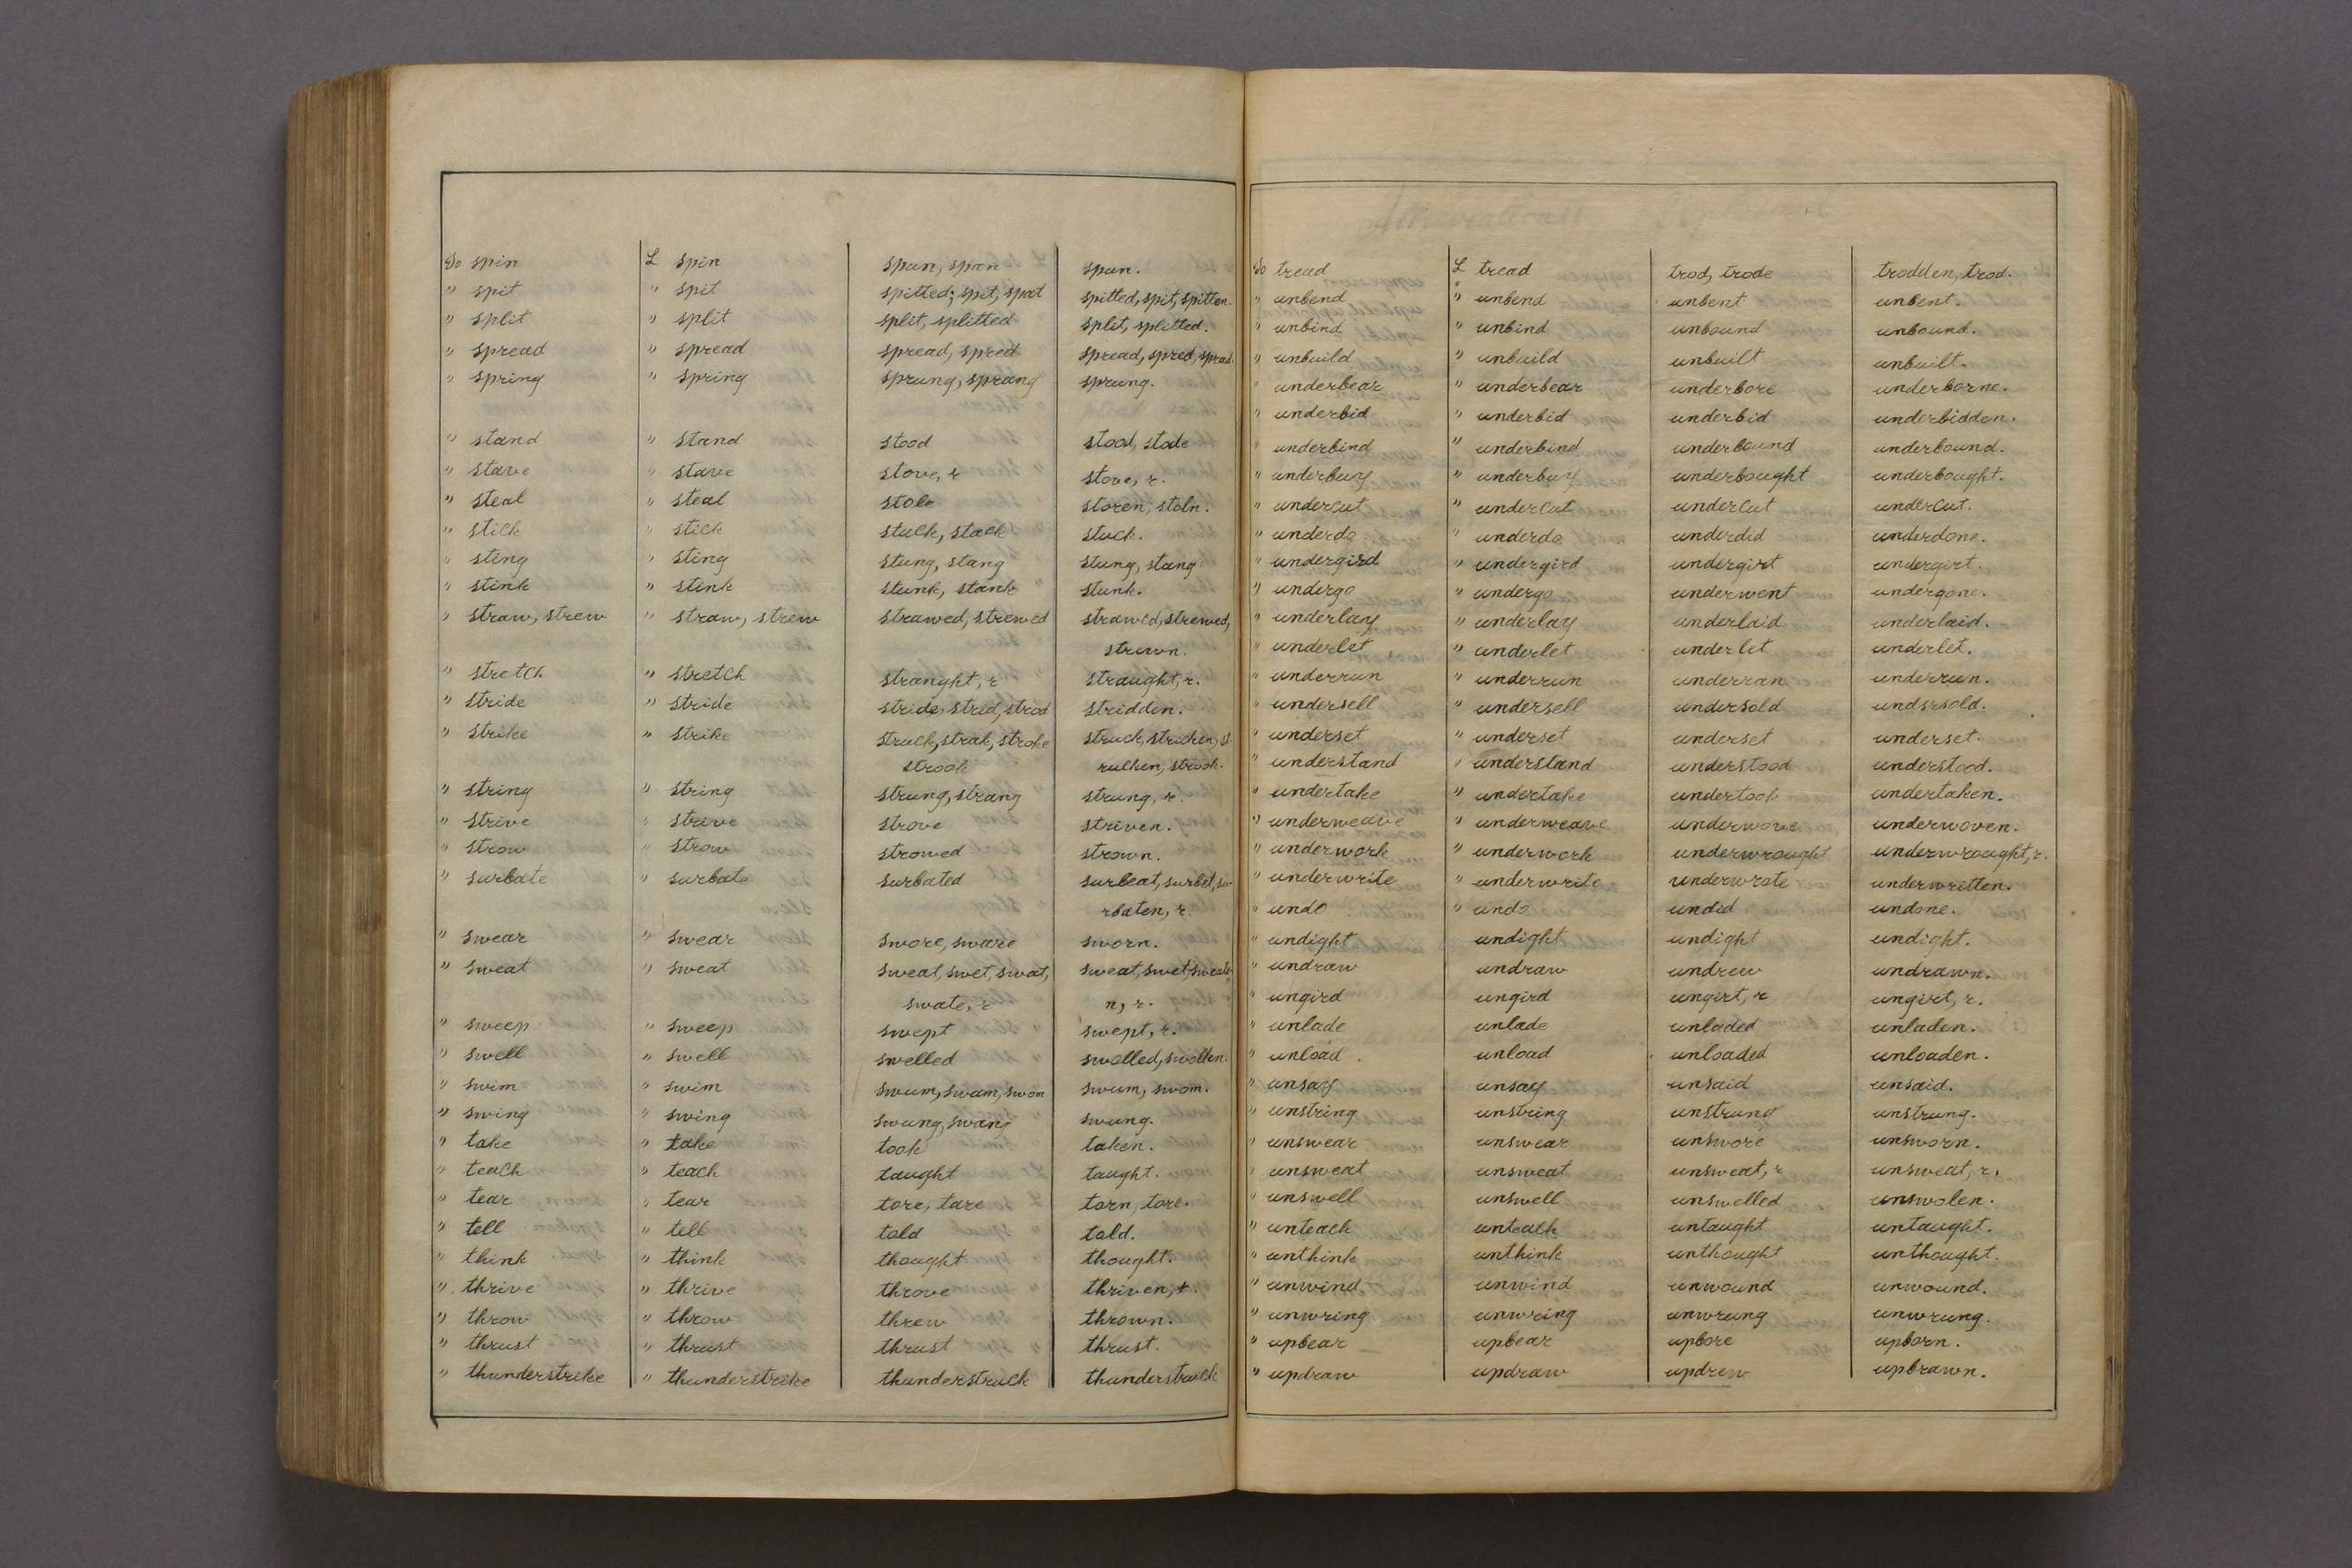 To spin I spin spun, span spun.
" spit " spit spitted; spit, spat spitted, spit, spitten.
" split " split split, splitted split, splitted.
" spread " spread spread, spred spread, spred, sprad.
" spring " spring sprung, sprang sprung.
" stand " stand stood stood, stode
" stave " stave stove, r stove, r.
" steal " steal stole storen, stoln.
" stick " stick stuck, stack stuck.
" sting " sting stung, stang stung, stang
" stink " stink stunk, stank stunk.
" straw, strew " straw, strew strawed, strewed strawed, strewed,
strewn.
" stretch " stretch straught, r straught, r.
" stride " stride stride, strid, strod stridden.
" strike " strike struck, strak, stroke struck, stricken, st
strook rucken, strook.
" string " string strung, strang strung, r.
" strive " strive strove striven.
" strow " strow strowed strown.
" surbate " surbate surbated surbeat, surbet, su-
rbaten, r.
" swear " swear swore, sware sworn.
" sweat " sweat sweat, swet, swat, sweat, swet, sweate
swate, r n, r.
" sweep " sweep swept swept, r.
" swell " swell swelled swolled, swollen.
" swim " swim swum, swam, swom swum, swom.
" swing " swing swung, swang swung.
" take " take took taken.
" teach " teach taught taught.
" tear " tear tore, tare torn, tore.
" tell " tell told told.
" think " think thought thought.
" thrive " thrive throve thriven, +.
" throw " throw threw thrown.
" thrust " thrust thrust thrust.
" thunderstrike " thunderstrike thunderstruck thunderstruck
To tread I tread trod, trode trodden, trod.
" unbend " unbend unbent unbent.
" unbind " unbind unbound unbound.
" unbuild " unbuild unbuilt unbuilt.
" underbear " underbear underbore underborne.
" underbid " underbid underbid underbidden.
" underbind " underbind underbound underbound.
" underbuy " underbuy underbought underbought.
" undercut " undercut undercut undercut.
" underdo " underdo underdid underdone.
" undergird " undergird undergirt undergirt.
" undergo " undergo underwent undergone.
" underlay " underlay underlaid underlaid.
" underlet " underlet underlet underlet.
" underrun " underrun underran underrun.
" undersell " undersell undersold undsrsold.
" underset " underset underset underset.
" understand " understand understood understood.
" undertake " undertake undertook undertaken.
" underweave " underweave underwove underwoven.
" underwork " underwork underwrought underwrought, r.
" underwrite " underwrite underwrote underwritten.
" undo " undo undid undone.
" undight undight undight undight.
" undraw undraw undrew undrawn.
" ungird ungird ungirt, r ungirt, r.
" unlade unlade unladed unladen.
" unload unload unloaded unloaden.
" unsay unsay unsaid unsaid.
" unstring unstring unstrung unstrung.
" unswear unswear unswore unsworn.
" unsweat unsweat unsweat, r unsweat, r.
" unswell unswell unswelled unswolen.
" unteach unteach untaught untaught.
" unthink unthink unthought unthought.
" unwind unwind unwound unwound.
" unwring unwring unwrung unwrung.
" upbear upbear upbore upborn.
" updraw updraw updrew upbrawn.